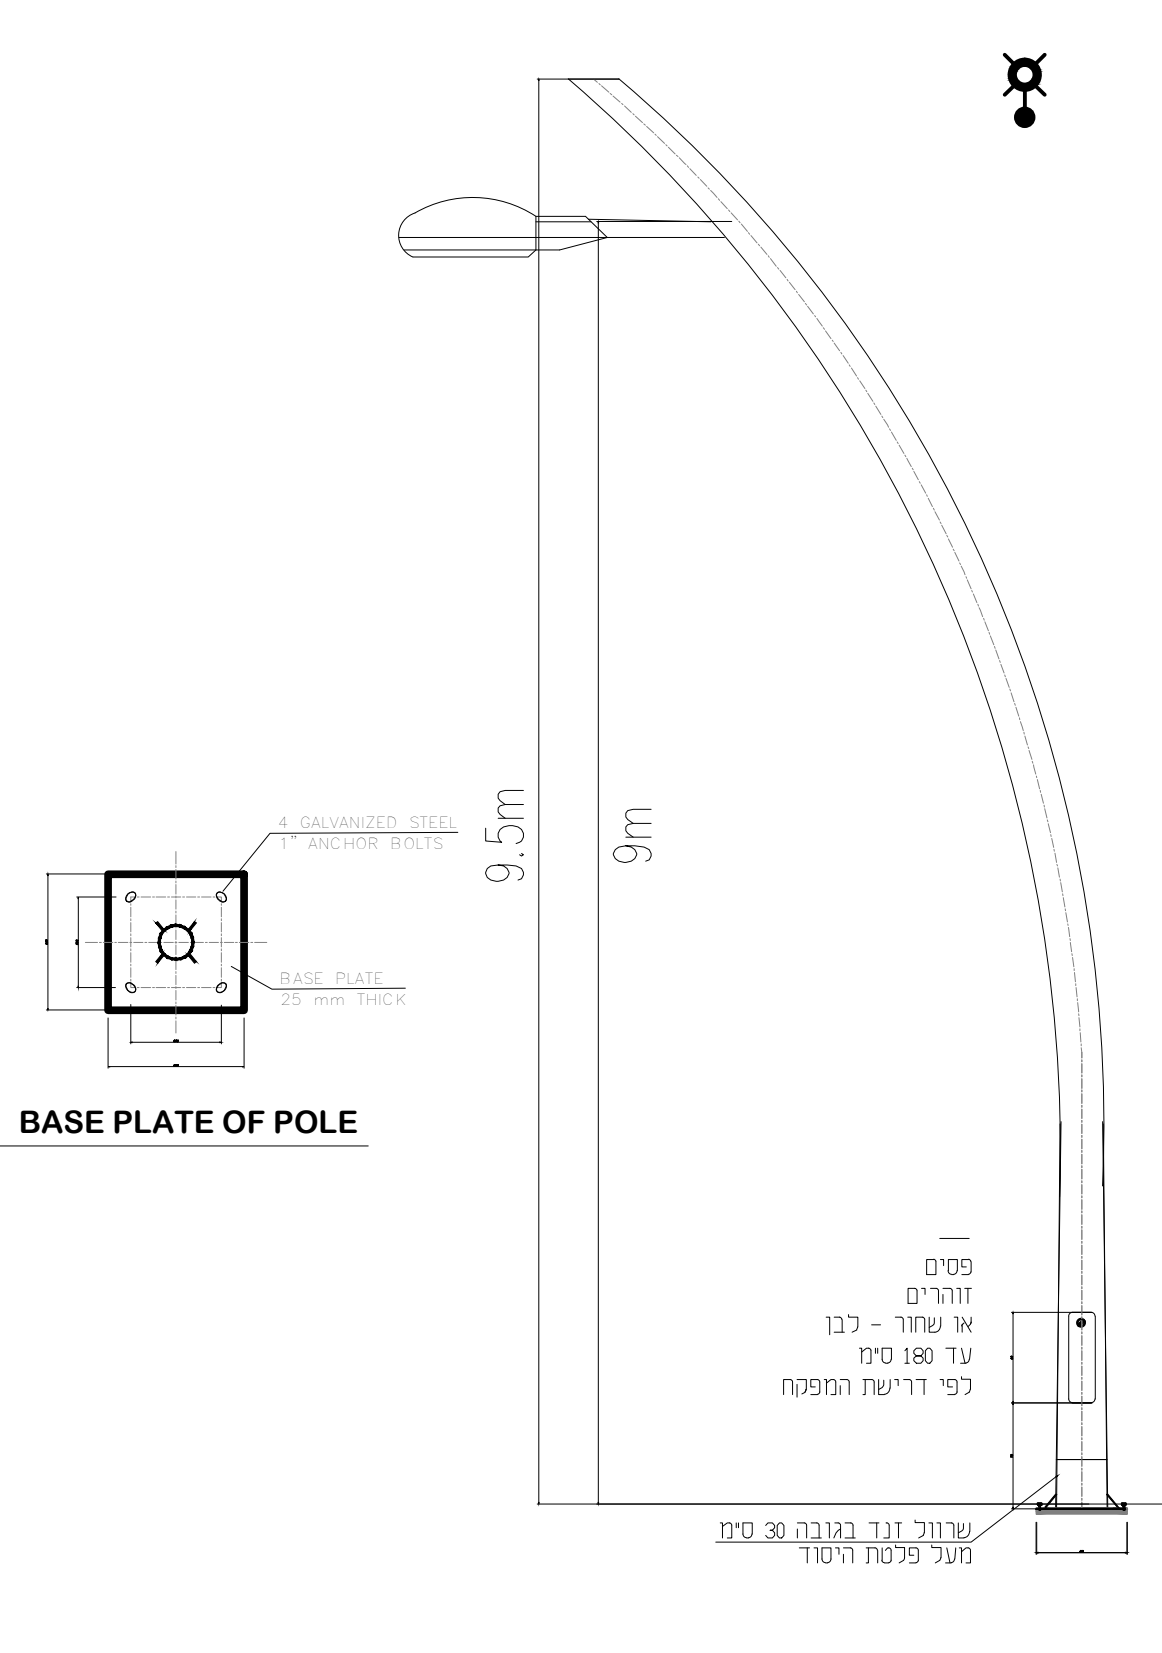 9.5m
9m
4 GALVANIZED STEEL
1" ANCHOR BOLTS
BASE PLATE
25 mm THICK
BASE PLATE OF POLE
פסים
זוהרים
או שחור - לבן
עד 180 ס"מ
לפי דרישת המפקח
שרוול זנד בגובה 30 ס"מ
מעל פלטת היסוד